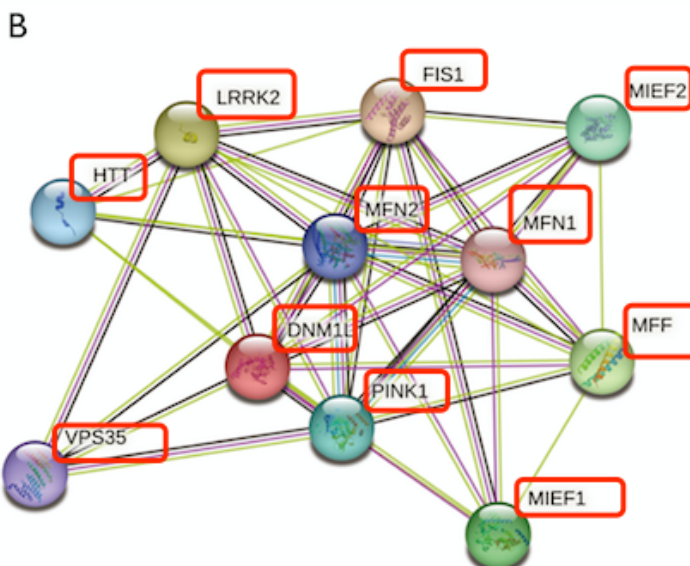 B
FIS1
LRRK2
MIEF2
HTT
MFN2
MFN1
DNM1L
MFF
PINK1
VPS35
MIEF1